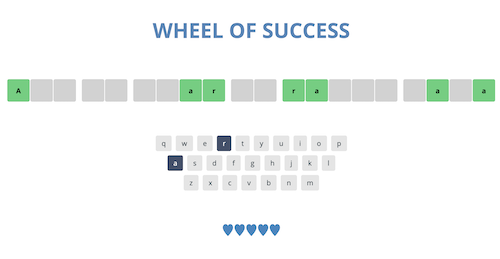 WHEEL OF SUCCESS
A a r r a a a
q w e r t y u i o p
a s d f g h j k l
z x c v b n m